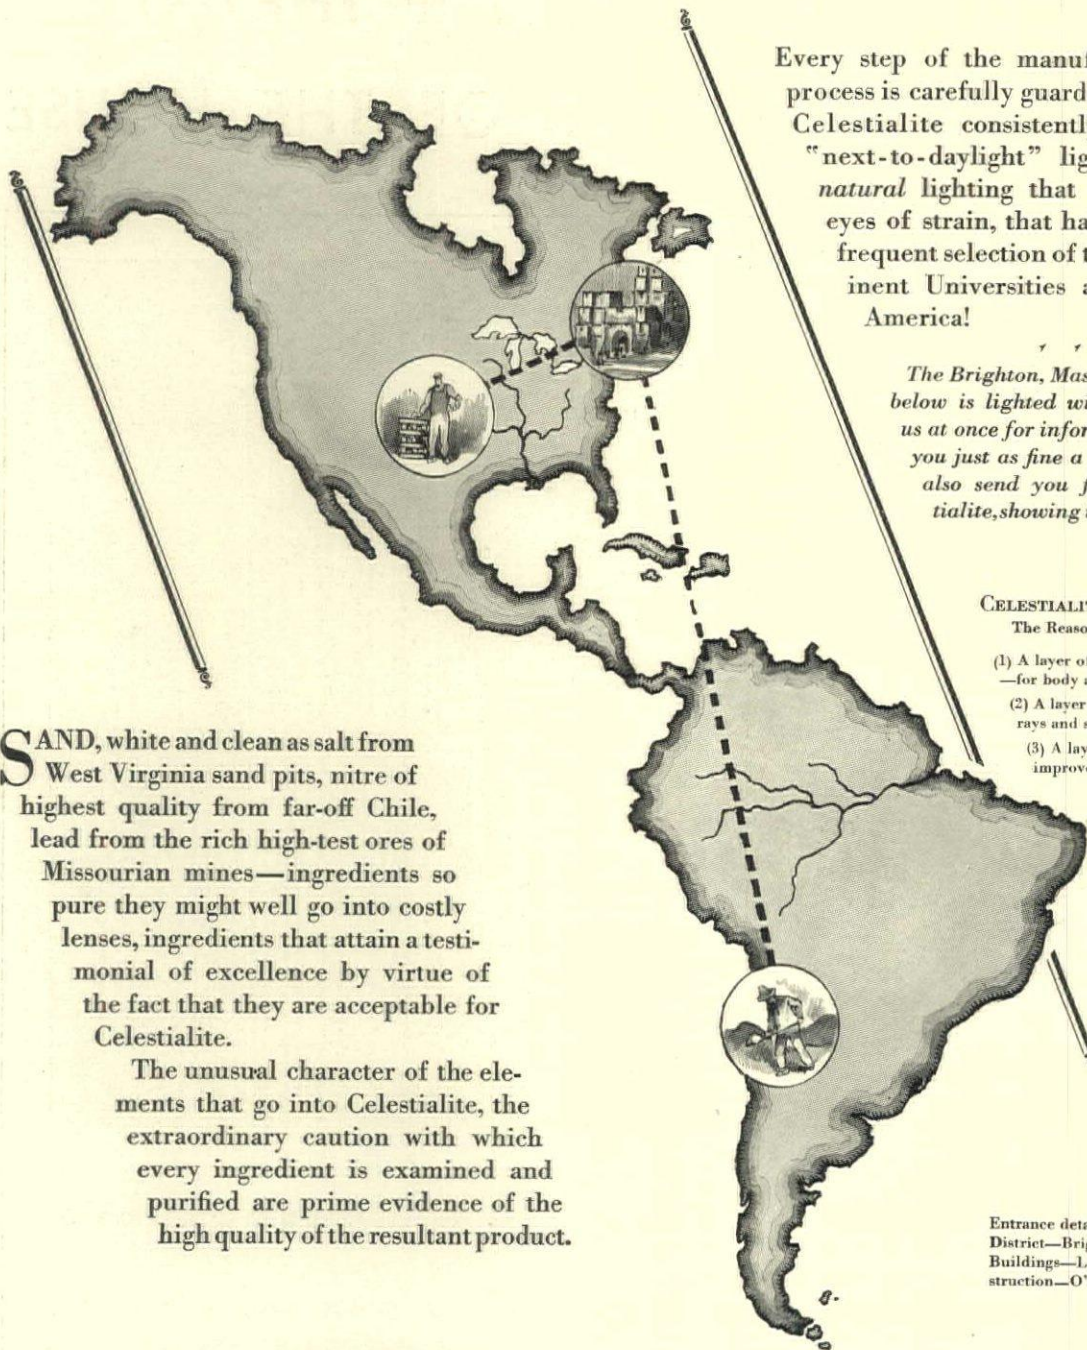 Every step of the manuf
process is carefully guard
Celestialite consistentl
"next-to-daylight" lig
natural lighting that
eyes of strain, that ha
frequent selection of t
inent Universities a
America!
The Brighton, Mas
below is lighted wi
us at once for infor
you just as fine a
also send you f
tialite, showing
CELESTIALIT
The Reaso
(1) A layer o
—for body a
(2) A layer
rays and s
(3) A lay
improv
SAND, white and clean as salt from
West Virginia sand pits, nitre of
highest quality from far-off Chile,
lead from the rich high-test ores of
Missourian mines—ingredients so
pure they might well go into costly
lenses, ingredients that attain a testi-
monial of excellence by virtue of
the fact that they are acceptable for
Celestialite.
The unusual character of the ele-
ments that go into Celestialite, the
extraordinary caution with which
every ingredient is examined and
purified are prime evidence of the
high quality of the resultant product.
Entrance deta
District—Bri
Buildings—L
struction—O'